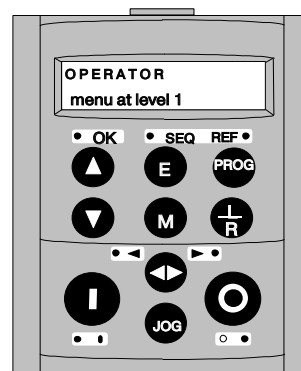 OPERATOR
menu at level 1
OK SEQ REF
E PROG
M L/R
JOG